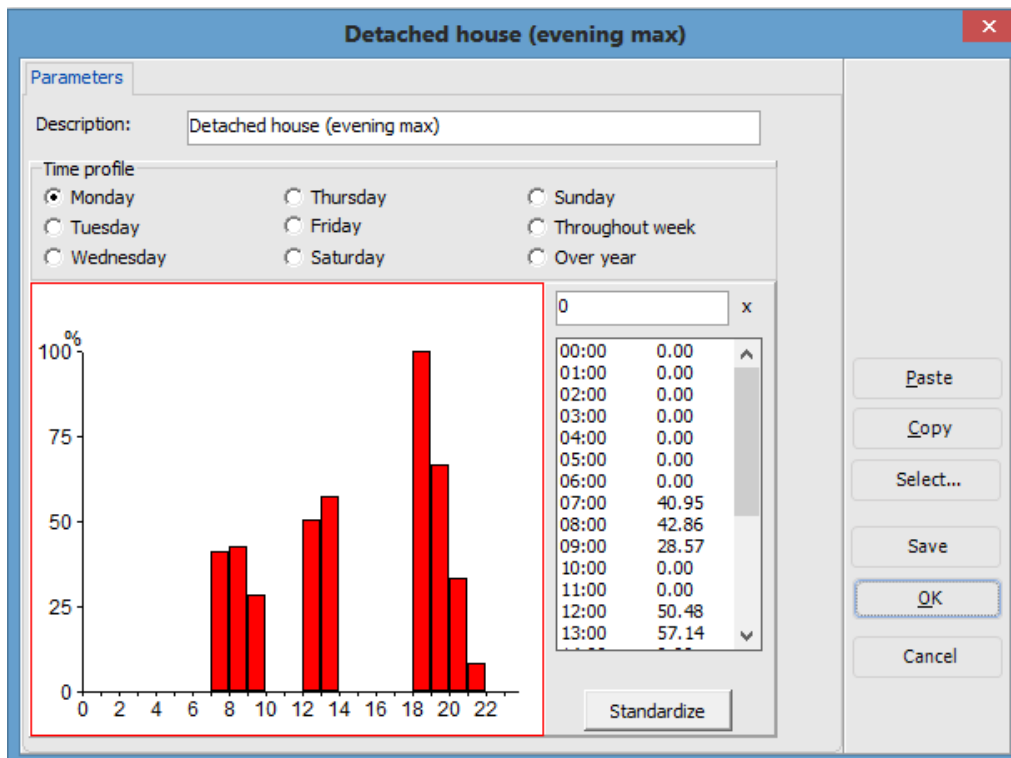 Detached house (evening max)
Parameters
Description: Detached house (evening max)
Time profile
Monday Thursday Sunday
Tuesday Friday Throughout week
Wednesday Saturday Over year
0 x
%
100
75
50
25
0
0 2 4 6 8 10 12 14 16 18 20 22
00:00 0.00
01:00 0.00
02:00 0.00
03:00 0.00
04:00 0.00
05:00 0.00
06:00 0.00
07:00 40.95
08:00 42.86
09:00 28.57
10:00 0.00
11:00 0.00
12:00 50.48
13:00 57.14
Standardize
Paste
Copy
Select...
Save
OK
Cancel